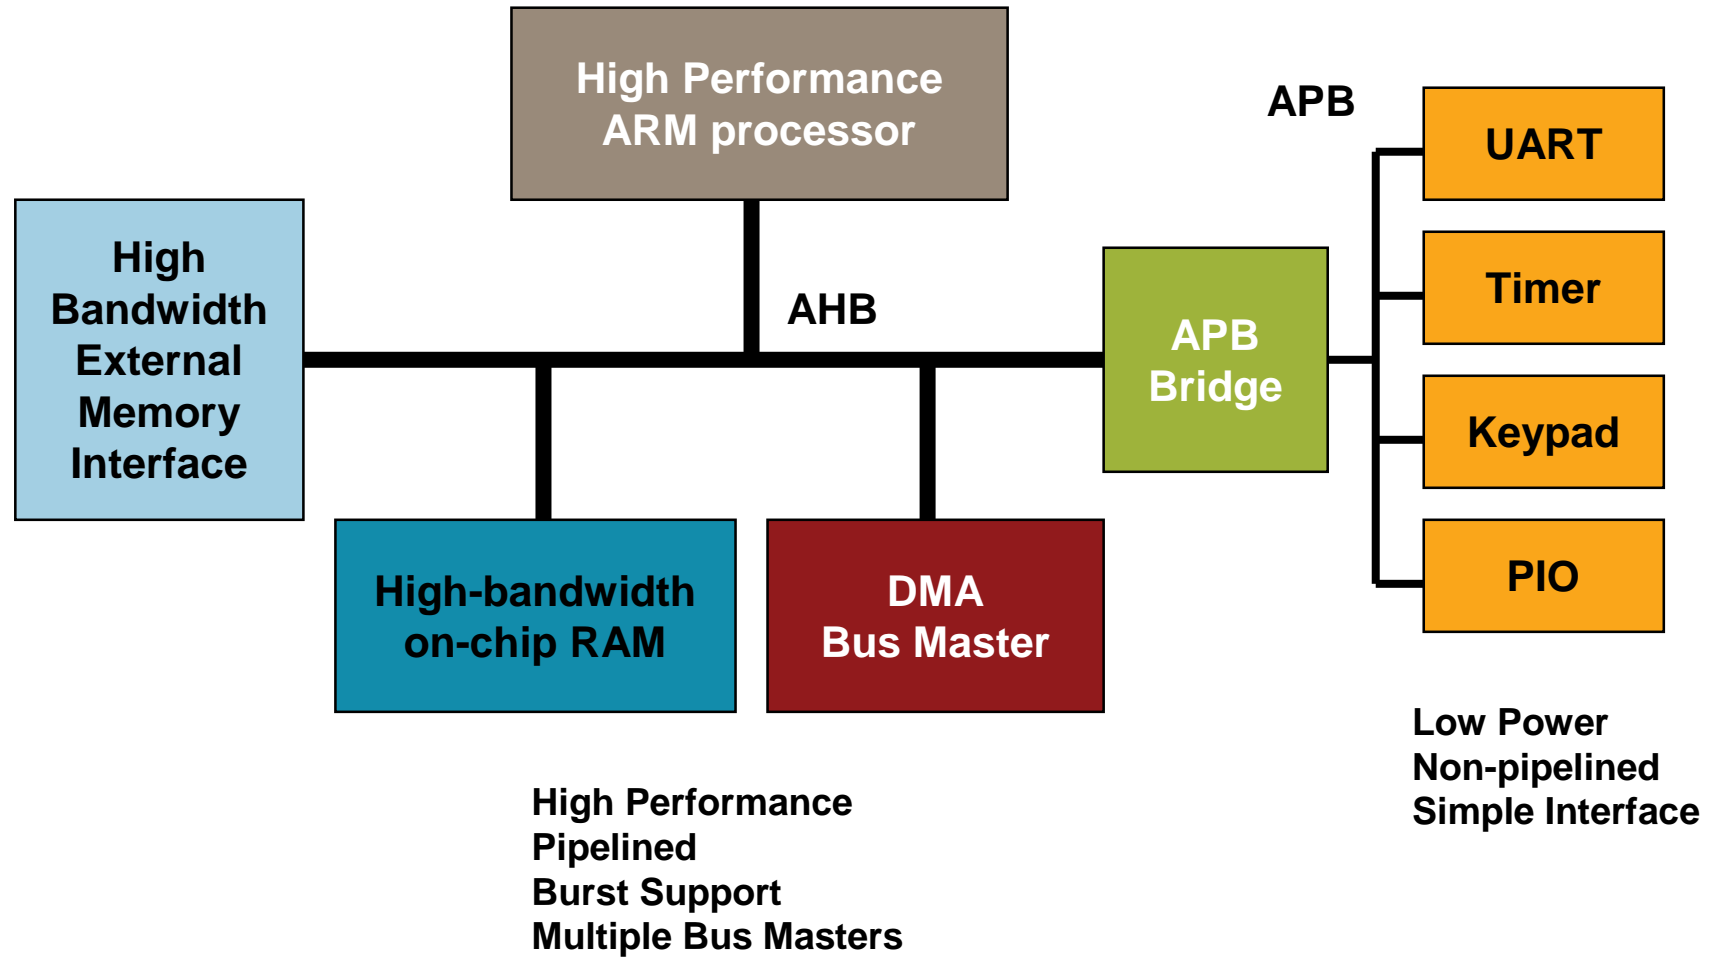 High Performance
ARM processor
APB
UART
High
Bandwidth
External
Memory
Interface
AHB
APB
Bridge
Timer
Keypad
High-bandwidth
on-chip RAM
DMA
Bus Master
PIO
Low Power
Non-pipelined
Simple Interface
High Performance
Pipelined
Burst Support
Multiple Bus Masters